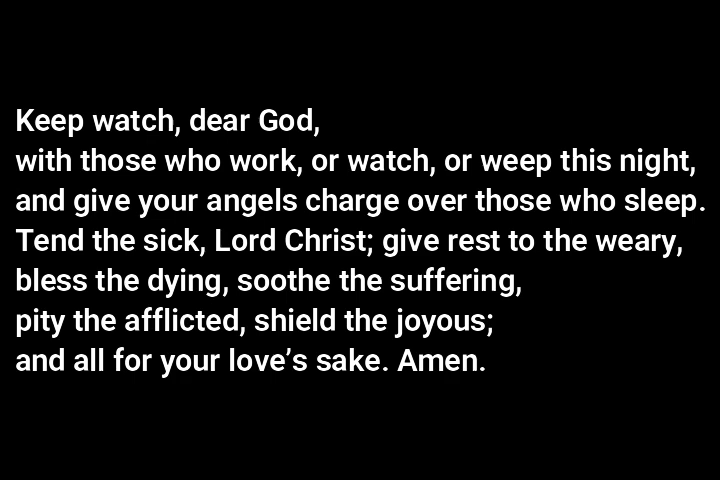 Keep watch, dear God,
with those who work, or watch, or weep this night,
and give your angels charge over those who sleep.
Tend the sick, Lord Christ; give rest to the weary,
bless the dying, soothe the suffering,
pity the afflicted, shield the joyous;
and all for your love’s sake. Amen.